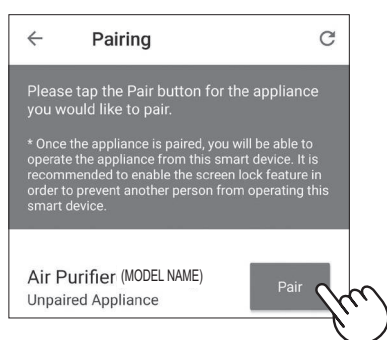 Pairing
Please tap the Pair button for the appliance
you would like to pair.
* Once the appliance is paired, you will be able to
operate the appliance from this smart device. It is
recommended to enable the screen lock feature in
order to prevent another person from operating this
smart device.
Air Purifier (MODEL NAME)
Unpaired Appliance
Pair